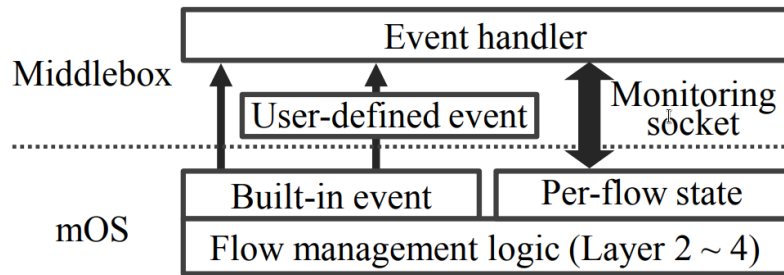 Event handler
Middlebox
User-defined event
Monitoring
socket
Built-in event
Per-flow state
mOS
Flow management logic (Layer 2 ~ 4)